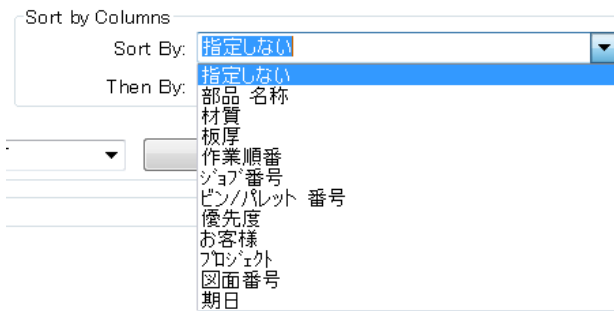 Sort by Columns
Sort By: 指定しない
Then By:
指定しない
部品 名称
材質
板厚
作業順番
ｼﾞｮﾌﾞ番号
ビン/パレット 番号
優先度
お客様
ﾌﾟﾛｼﾞｪｸﾄ
図面番号
期日